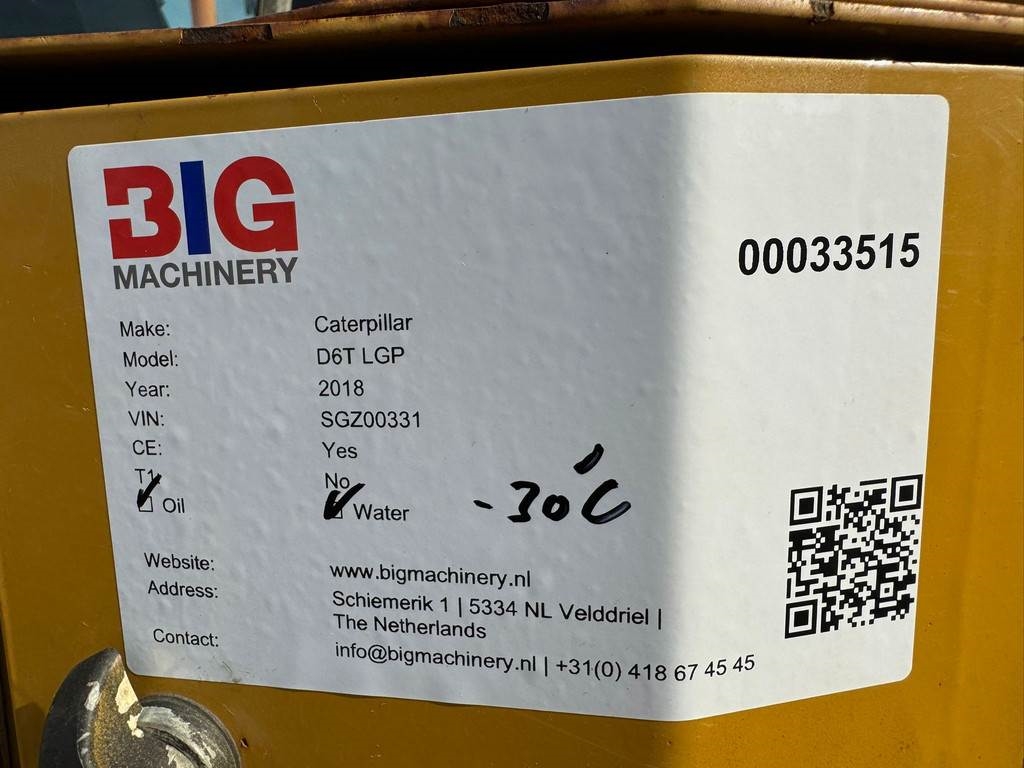 BIG
MACHINERY
00033515
Make: Caterpillar
Model: D6T LGP
Year: 2018
VIN: SGZ00331
CE: Yes
T1: No
Oil Water -30°C
Website: www.bigmachinery.nl
Address: Schiemerik 1 | 5334 NL Velddriel |
The Netherlands
Contact: info@bigmachinery.nl | +31(0) 418 67 45 45